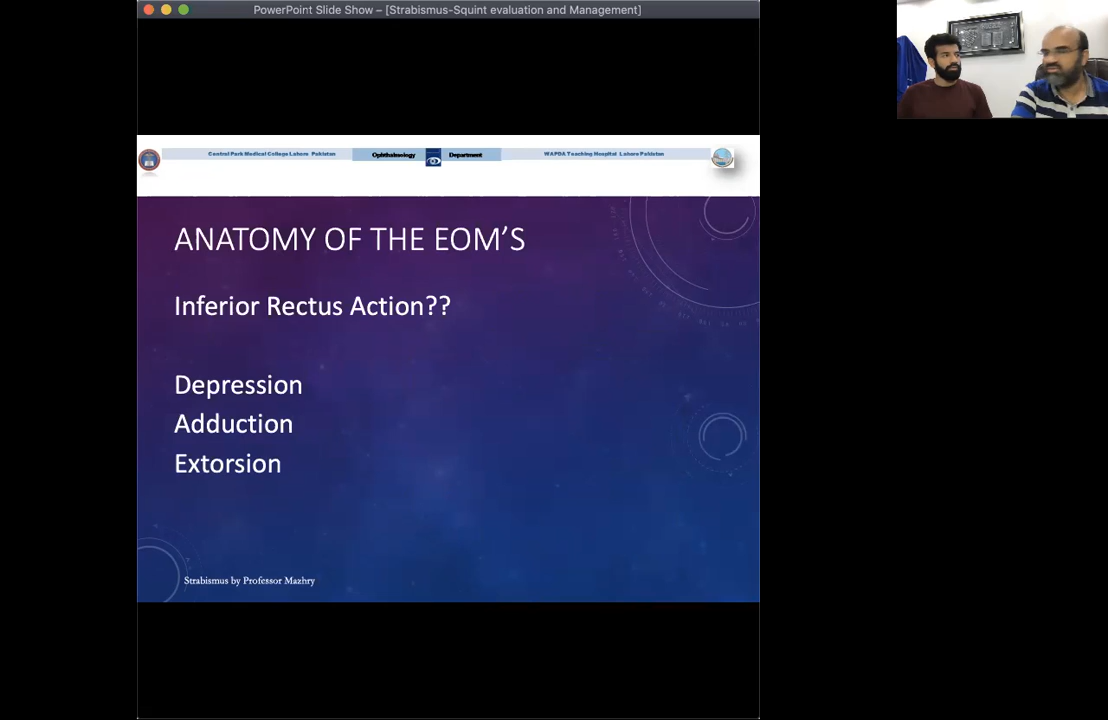 PowerPoint Slide Show – [Strabismus-Squint evaluation and Management]
Central Park Medical College Lahore Pakistan
Ophthalmology
Department
WAPDA Teaching Hospital Lahore Pakistan
ANATOMY OF THE EOM'S
Inferior Rectus Action??
Depression
Adduction
Extorsion
Strabismus by Professor Mazhry